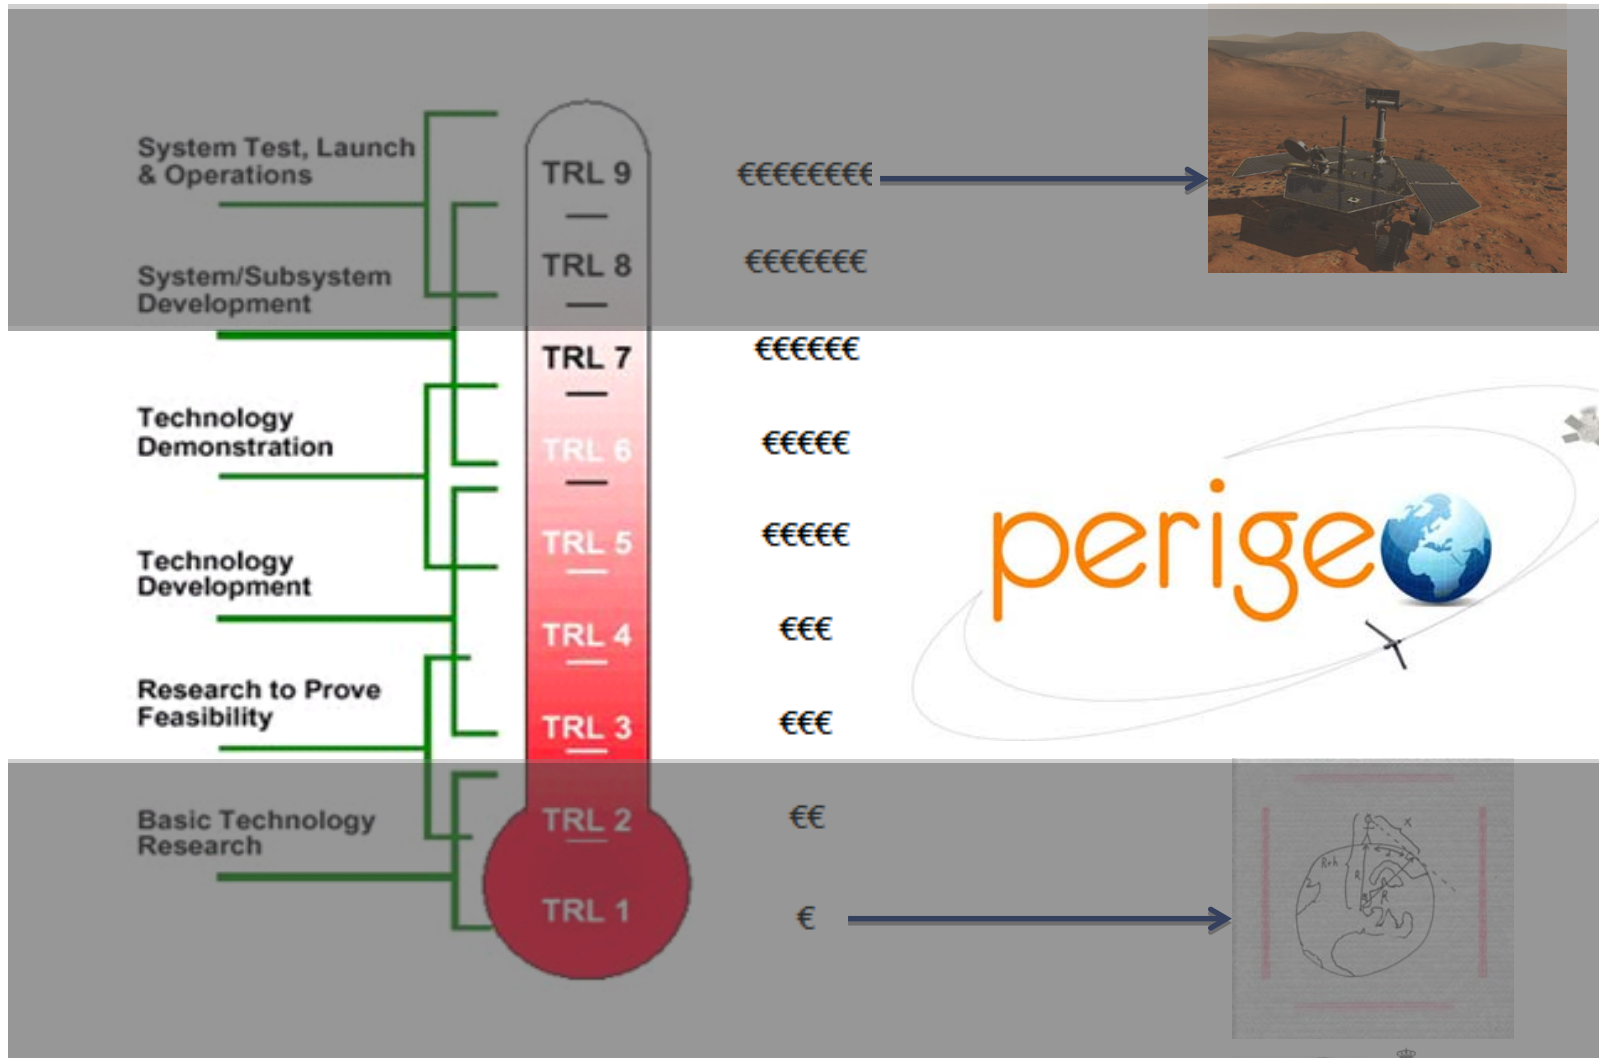 System Test, Launch
& Operations
TRL 9
€€€€€€€€
System/Subsystem
Development
TRL 8
€€€€€€€
TRL 7
€€€€€€
Technology
Demonstration
TRL 6
€€€€€
Technology
Development
TRL 5
€€€€€
perigeo
TRL 4
€€€
Research to Prove
Feasibility
TRL 3
€€€
Basic Technology
Research
TRL 2
€€
TRL 1
€
x
R+h
R